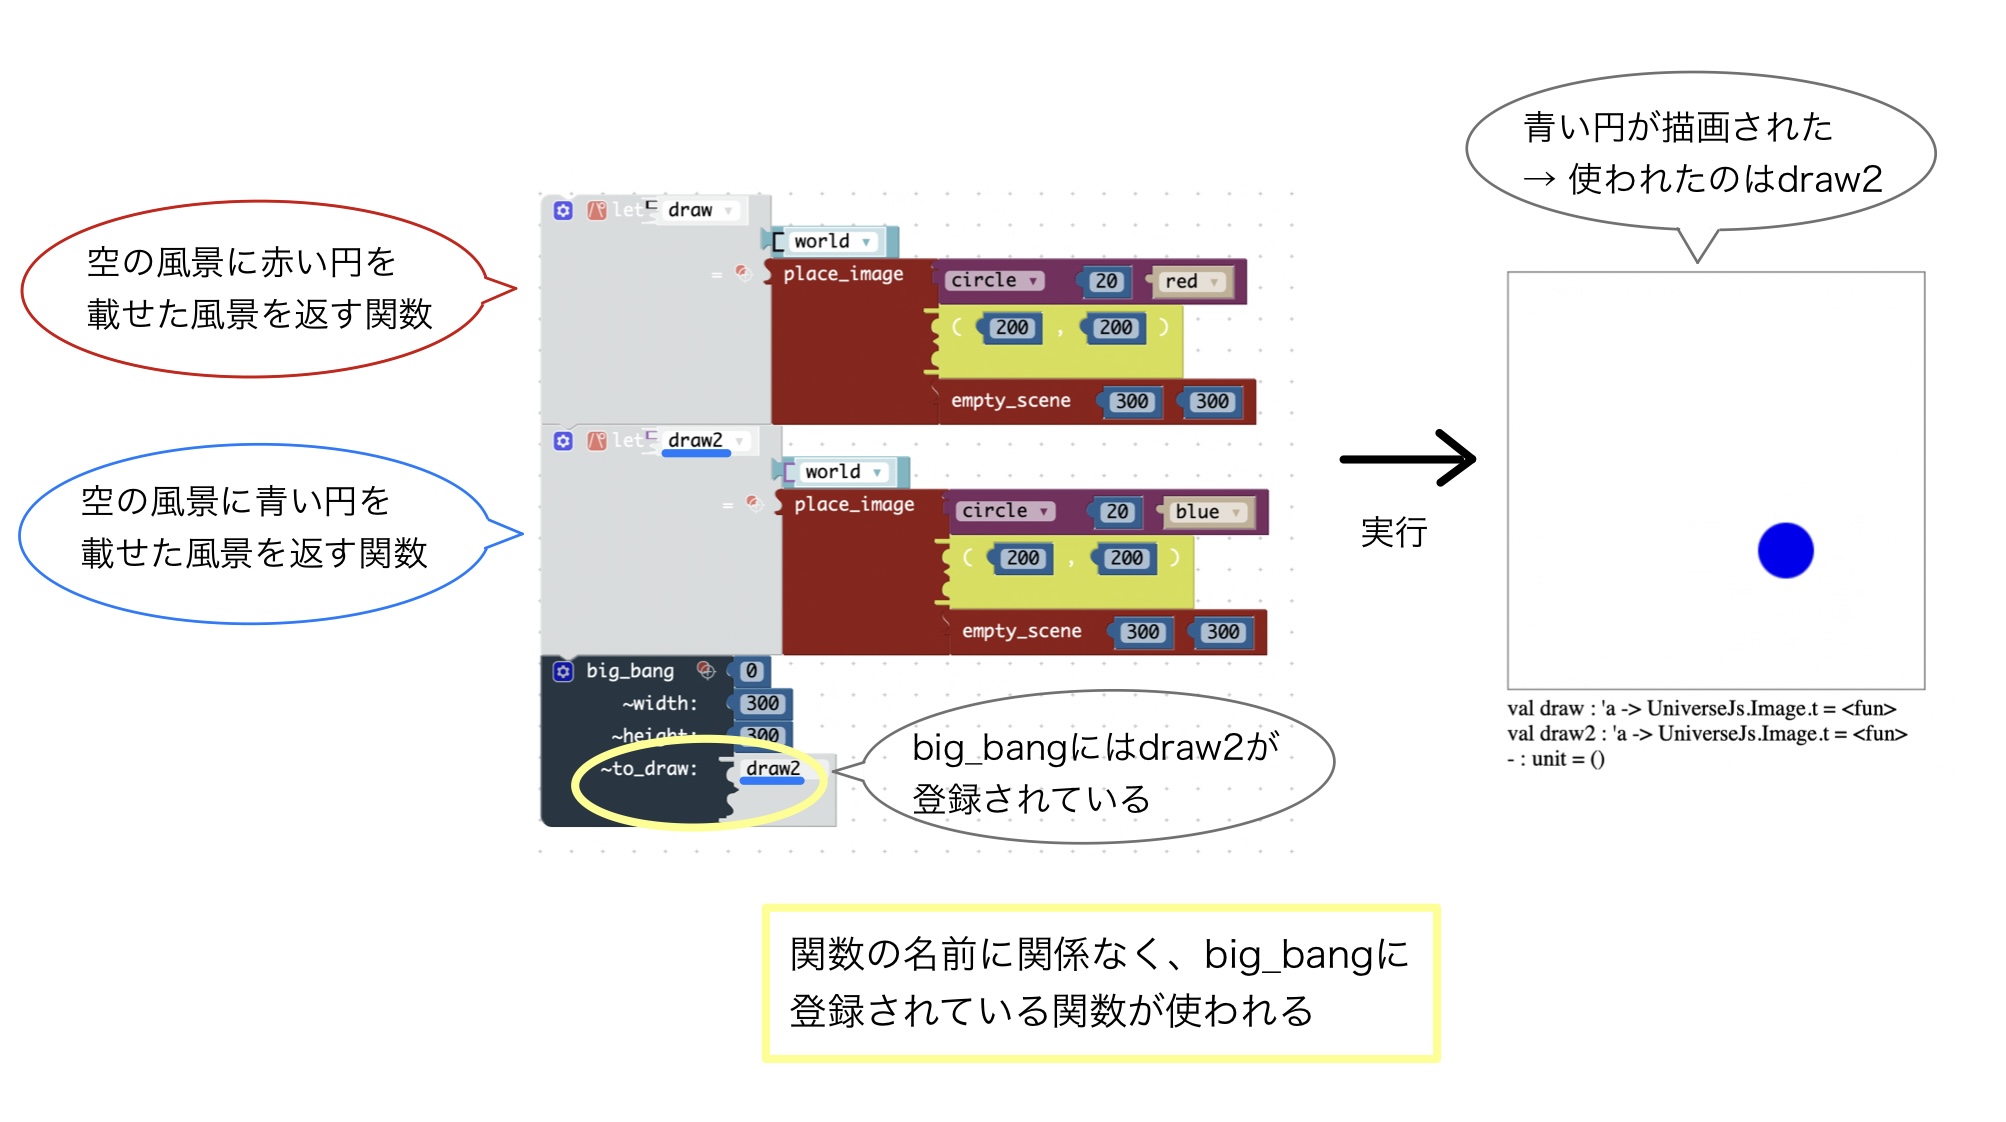 青い円が描画された
→ 使われたのはdraw2
空の風景に赤い円を
載せた風景を返す関数
let draw
world
= place_image circle 20 red
( 200 , 200 )
empty_scene 300 300
空の風景に青い円を
載せた風景を返す関数
let draw2
world
= place_image circle 20 blue
( 200 , 200 )
empty_scene 300 300
実行
big_bang 0
~width: 300
~height: 300
~to_draw: draw2
big_bangにはdraw2が
登録されている
val draw : 'a -> UniverseJs.Image.t = <fun>
val draw2 : 'a -> UniverseJs.Image.t = <fun>
- : unit = ()
関数の名前に関係なく、big_bangに
登録されている関数が使われる